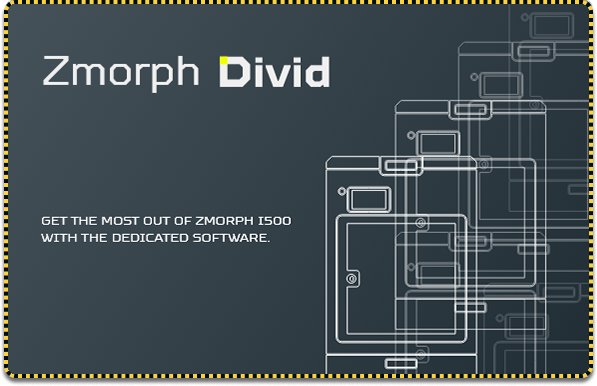 Zmorph Divid
GET THE MOST OUT OF ZMORPH I500
WITH THE DEDICATED SOFTWARE.